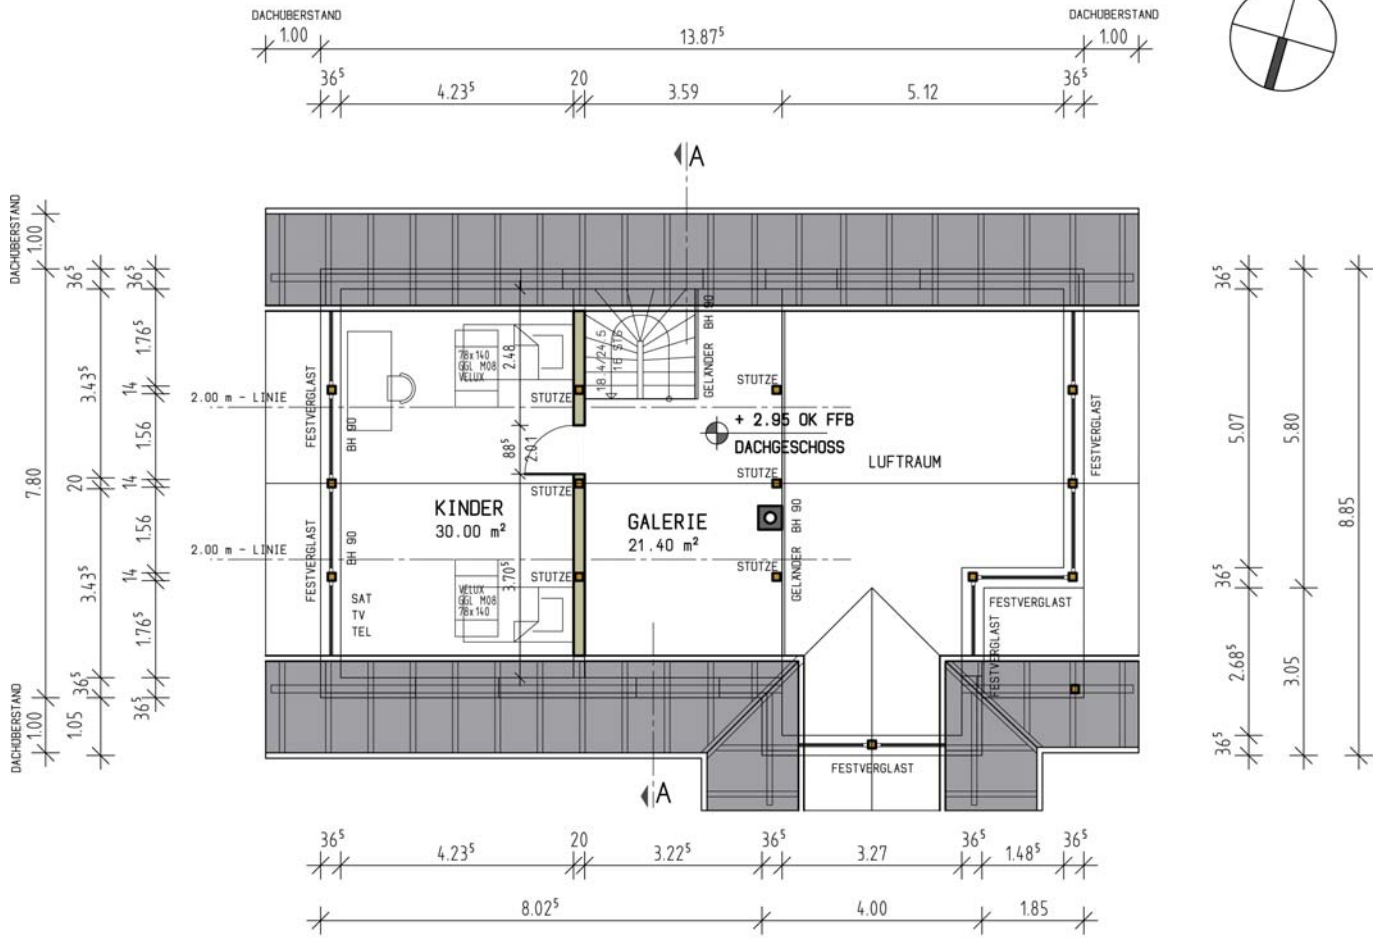 DACHÜBERSTAND
DACHÜBERSTAND
1.00
13.87⁵
1.00
36⁵
4.23⁵
20
3.59
5.12
36⁵
A
DACHÜBERSTAND
1.00
7.80
DACHÜBERSTAND
1.00
36⁵
3.43⁵
20
3.43⁵
36⁵
1.05
36⁵
1.76⁵
14
1.56
14
1.56
14
1.76⁵
36⁵
2.00 m - LINIE
2.00 m - LINIE
FESTVERGLAST
FESTVERGLAST
BH 90
BH 90
78x140
GGL M08
VELUX
2.48
STÜTZE
88⁵
2.01
STÜTZE
KINDER
30.00 m²
STÜTZE
3.70⁵
VELUX
GGL M08
78x140
SAT
TV
TEL
18.4/24.5
16 STG
GELÄNDER BH 90
STÜTZE
+ 2.95 OK FFB
DACHGESCHOSS
STÜTZE
GALERIE
21.40 m²
STÜTZE
GELÄNDER BH 90
LUFTRAUM
FESTVERGLAST
FESTVERGLAST
FESTVERGLAST
FESTVERGLAST
A
36⁵
5.07
36⁵
2.68⁵
36⁵
5.80
3.05
8.85
36⁵
4.23⁵
20
3.22⁵
36⁵
3.27
36⁵
1.48⁵
36⁵
8.02⁵
4.00
1.85